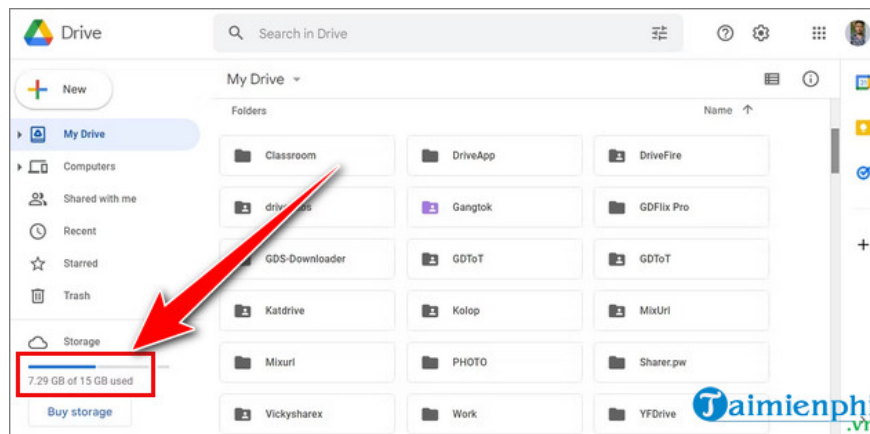 Drive
Search in Drive
New
My Drive
Folders
Name
My Drive
Computers
Shared with me
Recent
Starred
Trash
Storage
7.29 GB of 15 GB used
Buy storage
Classroom
DriveApp
DriveFire
Gangtok
GDFlix Pro
GDS-Downloader
GDToT
GDToT
Katdrive
Kolop
MixUrl
Mixurl
PHOTO
Sharer.pw
Vickysharex
Work
YFDrive
Taimienphi
.vn